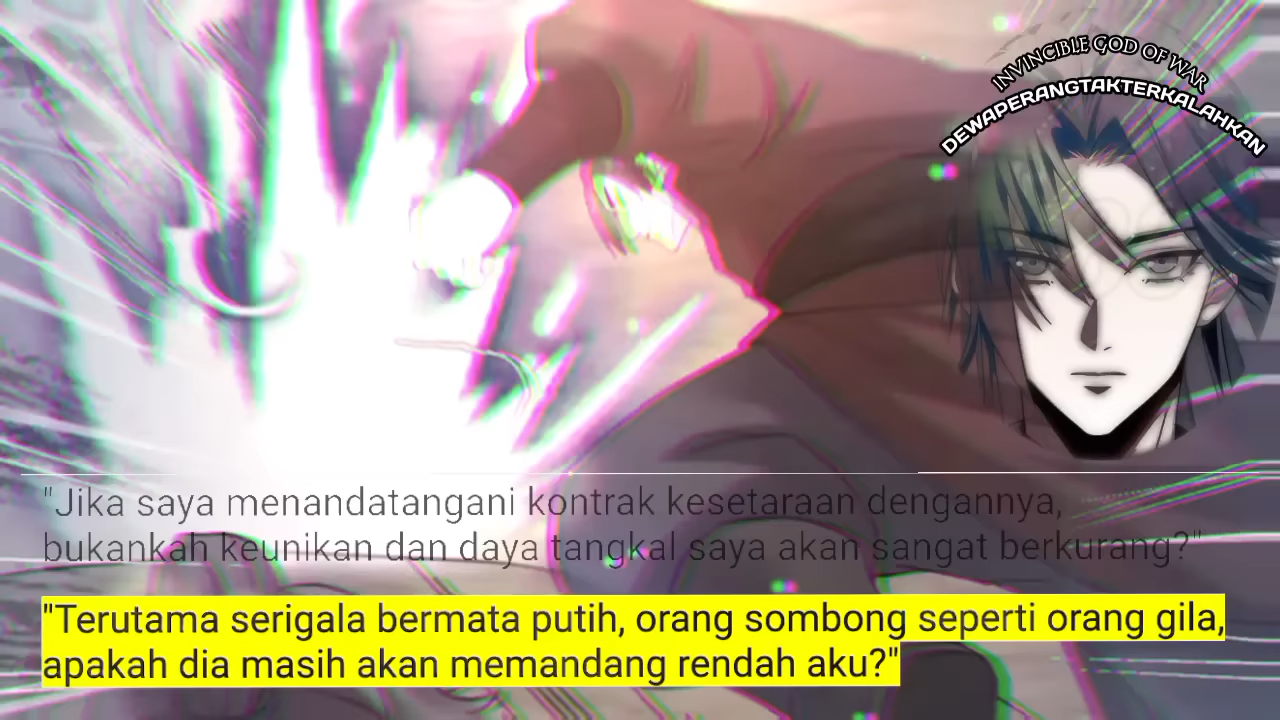 INVINCIBLE GOD OF WAR
DEWAPERANGTAKTERKALAHKAN
"Jika saya menandatangani kontrak kesetaraan dengannya,
bukankah keunikan dan daya tangkal saya akan sangat berkurang?"
"Terutama serigala bermata putih, orang sombong seperti orang gila,
apakah dia masih akan memandang rendah aku?"